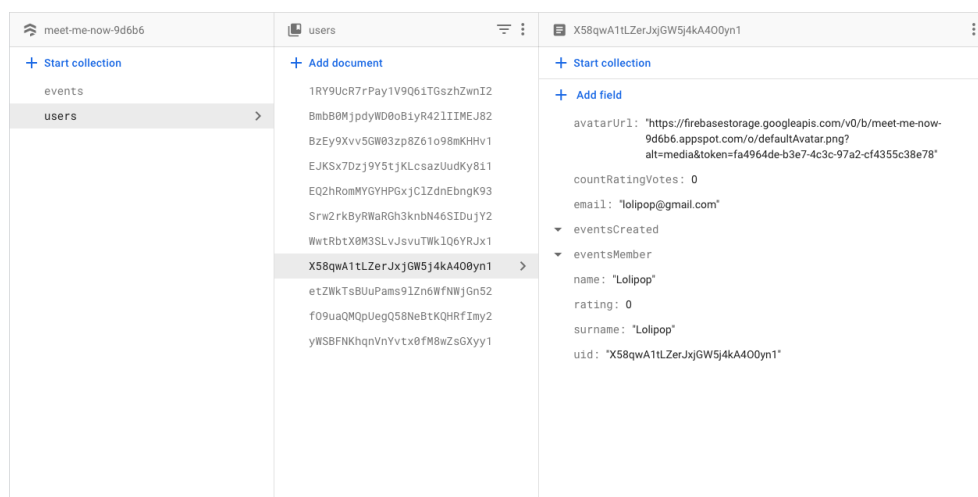 meet-me-now-9d6b6
Start collection
events
users
users
Add document
1RY9UcR7rPay1V9Q6iTGszhZwnI2
BmbB0MjpdyWD0oBiyR42lIIMEJ82
BzEy9Xvv5GW03zp8Z61o98mKHHv1
EJKSx7Dzj9Y5tjKLcsazUudKy8i1
EQ2hRomMYGYHPGxjClZdnEbngK93
Srw2rkByRWaRGh3knbN46SIDujY2
WwtRbtX0M3SLvJsvuTWklQ6YRJx1
X58qwA1tLZerJxjGW5j4kA4O0yn1
etZWkTsBUuPams9lZn6WfNWjGn52
fO9uaQMQpUegQ58NeBtKQHRfImy2
yWSBFNKhqnVnYvtx0fM8wZsGXyy1
X58qwA1tLZerJxjGW5j4kA4O0yn1
Start collection
Add field
avatarUrl: "https://firebasestorage.googleapis.com/v0/b/meet-me-now-
9d6b6.appspot.com/o/defaultAvatar.png?
alt=media&token=fa4964de-b3e7-4c3c-97a2-cf4355c38e78"
countRatingVotes: 0
email: "lolipop@gmail.com"
eventsCreated
eventsMember
name: "Lolipop"
rating: 0
surname: "Lolipop"
uid: "X58qwA1tLZerJxjGW5j4kA4O0yn1"